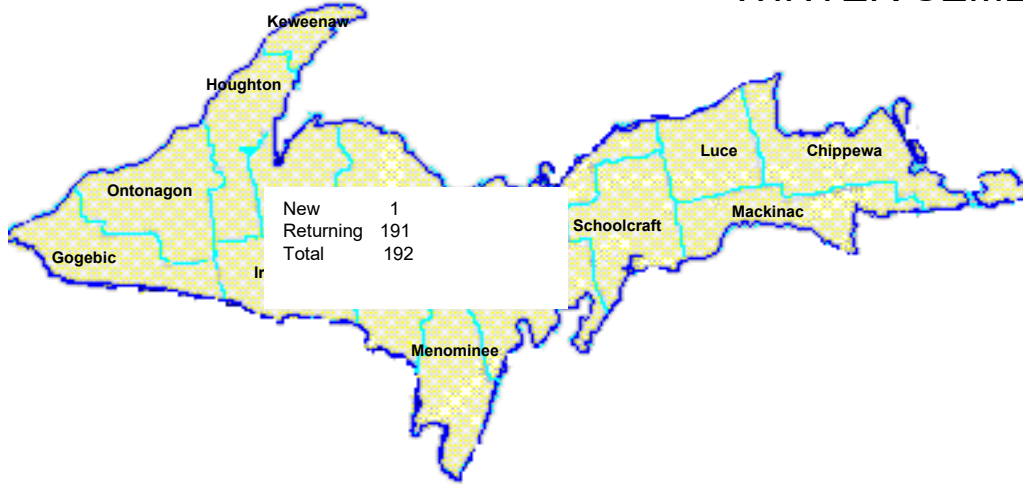 Keweenaw
Houghton
Luce
Chippewa
Ontonagon
Mackinac
New 1
Returning 191
Total 192
Schoolcraft
Gogebic
Menominee